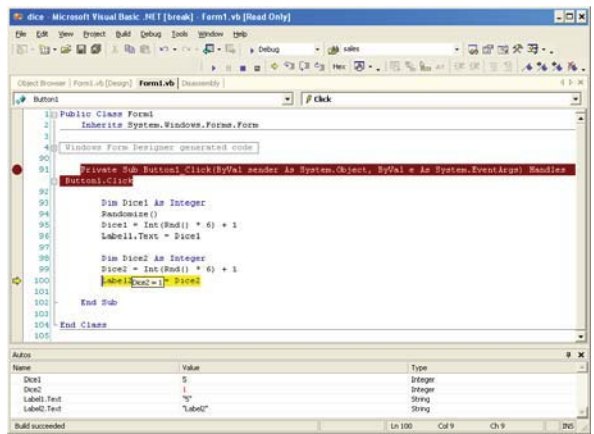 dice - Microsoft Visual Basic .NET [break] - Form1.vb [Read Only]
File Edit View Project Build Debug Tools Window Help
Debug sales
Hex
Object Browser Form1.vb [Design] Form1.vb Disassembly
Button1 Click
1 Public Class Form1
2 Inherits System.Windows.Forms.Form
3
4 Windows Form Designer generated code
90
91 Private Sub Button1_Click(ByVal sender As System.Object, ByVal e As System.EventArgs) Handles
Button1.Click
92
93 Dim Dice1 As Integer
94 Randomize()
95 Dice1 = Int(Rnd() * 6) + 1
96 Label1.Text = Dice1
97
98 Dim Dice2 As Integer
99 Dice2 = Int(Rnd() * 6) + 1
100 Label2 Dice2 = 1 = Dice2
101
102 End Sub
103
104 End Class
105
Autos
Name Value Type
Dice1 5 Integer
Dice2 1 Integer
Label1.Text "5" String
Label2.Text "Label2" String
Build succeeded Ln 100 Col 9 Ch 9 INS